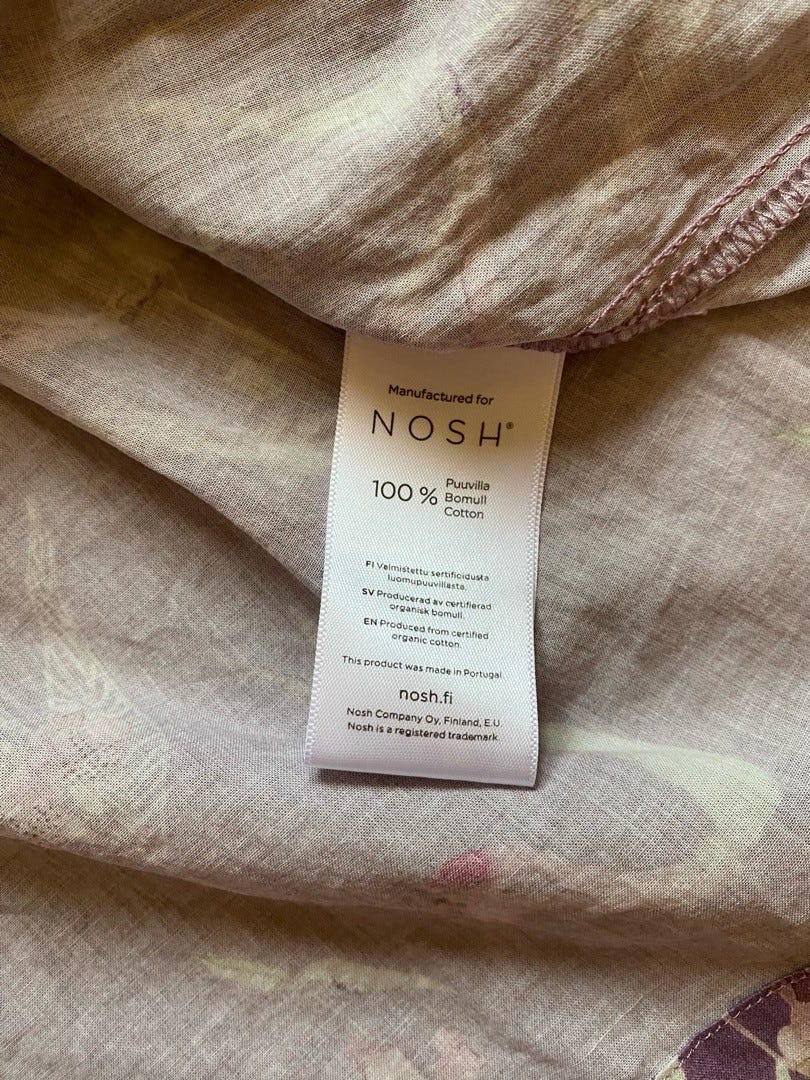 Manufactured for
NOSH®
100 % Puuvilla
Bomull
Cotton
FI Valmistettu sertifioidusta
luomupuuvillasta.
SV Producerad av certifierad
organisk bomull.
EN Produced from certified
organic cotton.
This product was made in Portugal
nosh.fi
Nosh Company Oy, Finland, E.U.
Nosh is a registered trademark.